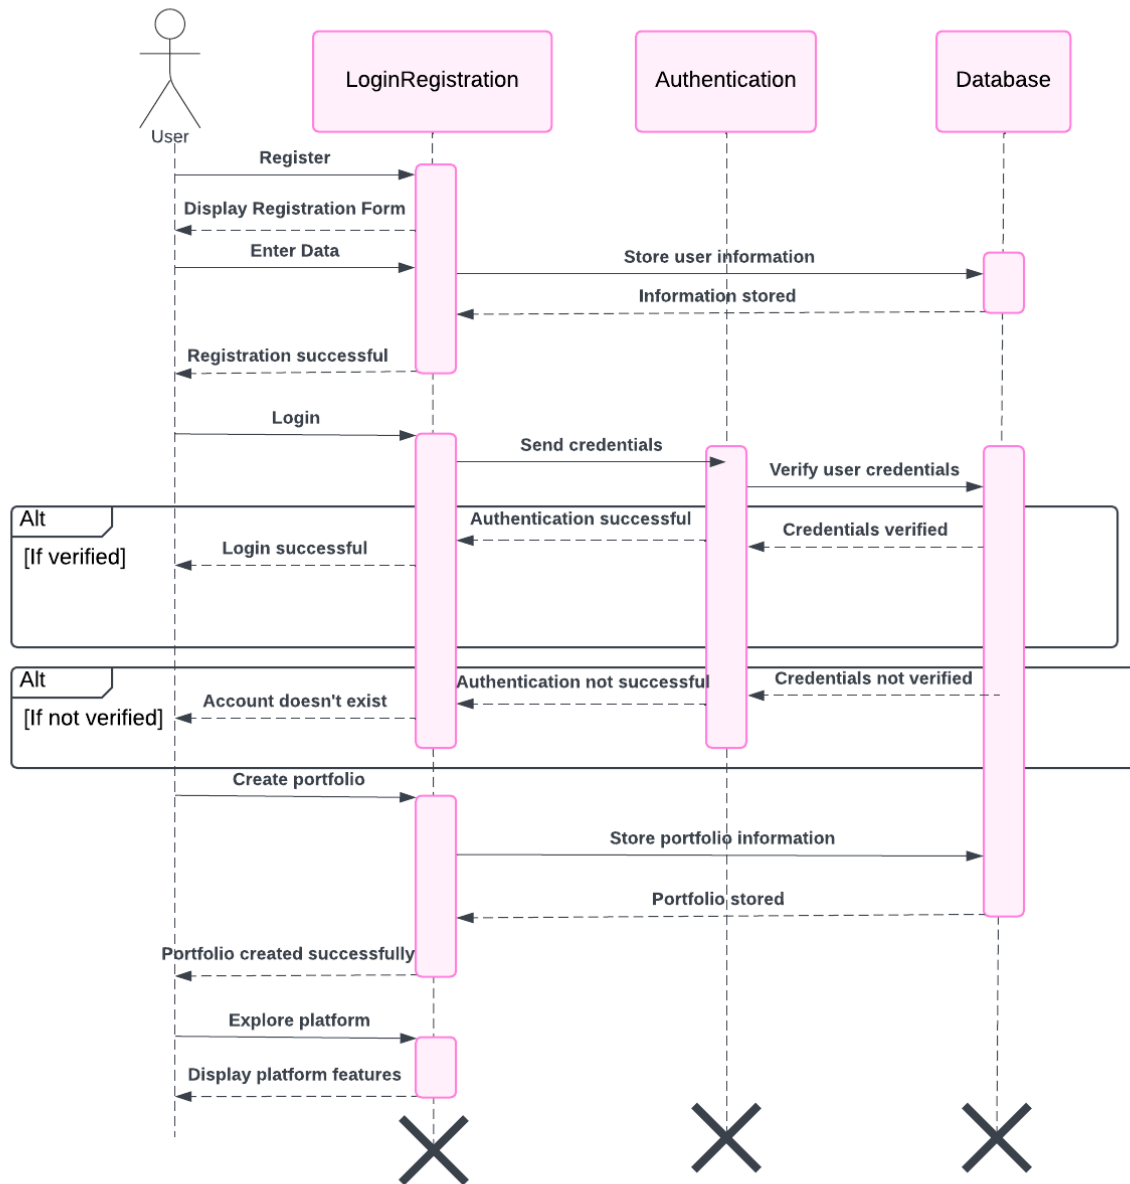 User
LoginRegistration
Authentication
Database
Register
Display Registration Form
Enter Data
Store user information
Information stored
Registration successful
Login
Send credentials
Verify user credentials
Alt
[If verified]
Authentication successful
Credentials verified
Login successful
Alt
[If not verified]
Authentication not successful
Credentials not verified
Account doesn't exist
Create portfolio
Store portfolio information
Portfolio stored
Portfolio created successfully
Explore platform
Display platform features